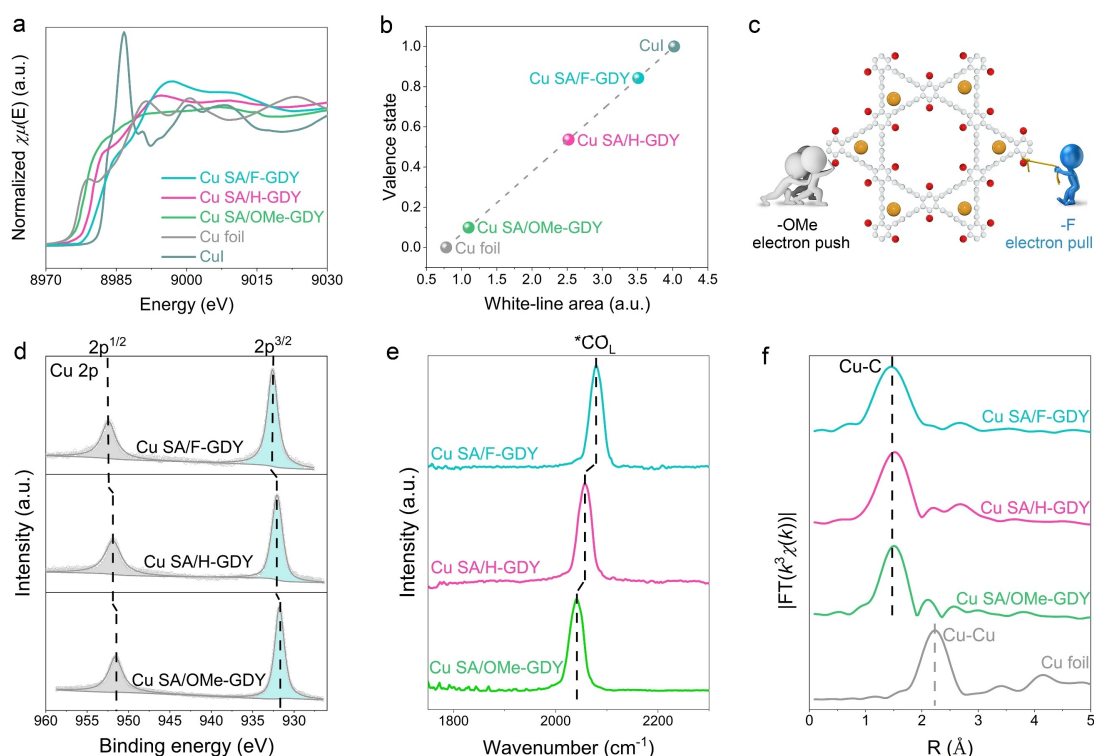 a
Normalized χμ(E) (a.u.)
Cu SA/F-GDY
Cu SA/H-GDY
Cu SA/OMe-GDY
Cu foil
CuI
8970 8985 9000 9015 9030
Energy (eV)
b
Valence state
1.0
0.8
0.6
0.4
0.2
0.0
CuI
Cu SA/F-GDY
Cu SA/H-GDY
Cu SA/OMe-GDY
Cu foil
0.5 1.0 1.5 2.0 2.5 3.0 3.5 4.0 4.5
White-line area (a.u.)
c
-OMe
electron push
-F
electron pull
d
2p1/2 2p3/2
Cu 2p
Intensity (a.u.)
Cu SA/F-GDY
Cu SA/H-GDY
Cu SA/OMe-GDY
960 955 950 945 940 935 930
Binding energy (eV)
e
*COL
Intensity (a.u.)
Cu SA/F-GDY
Cu SA/H-GDY
Cu SA/OMe-GDY
1800 2000 2200
Wavenumber (cm-1)
f
Cu-C
|FT(k3χ(k))|
Cu SA/F-GDY
Cu SA/H-GDY
Cu SA/OMe-GDY
Cu-Cu
Cu foil
0 1 2 3 4 5
R (Å)